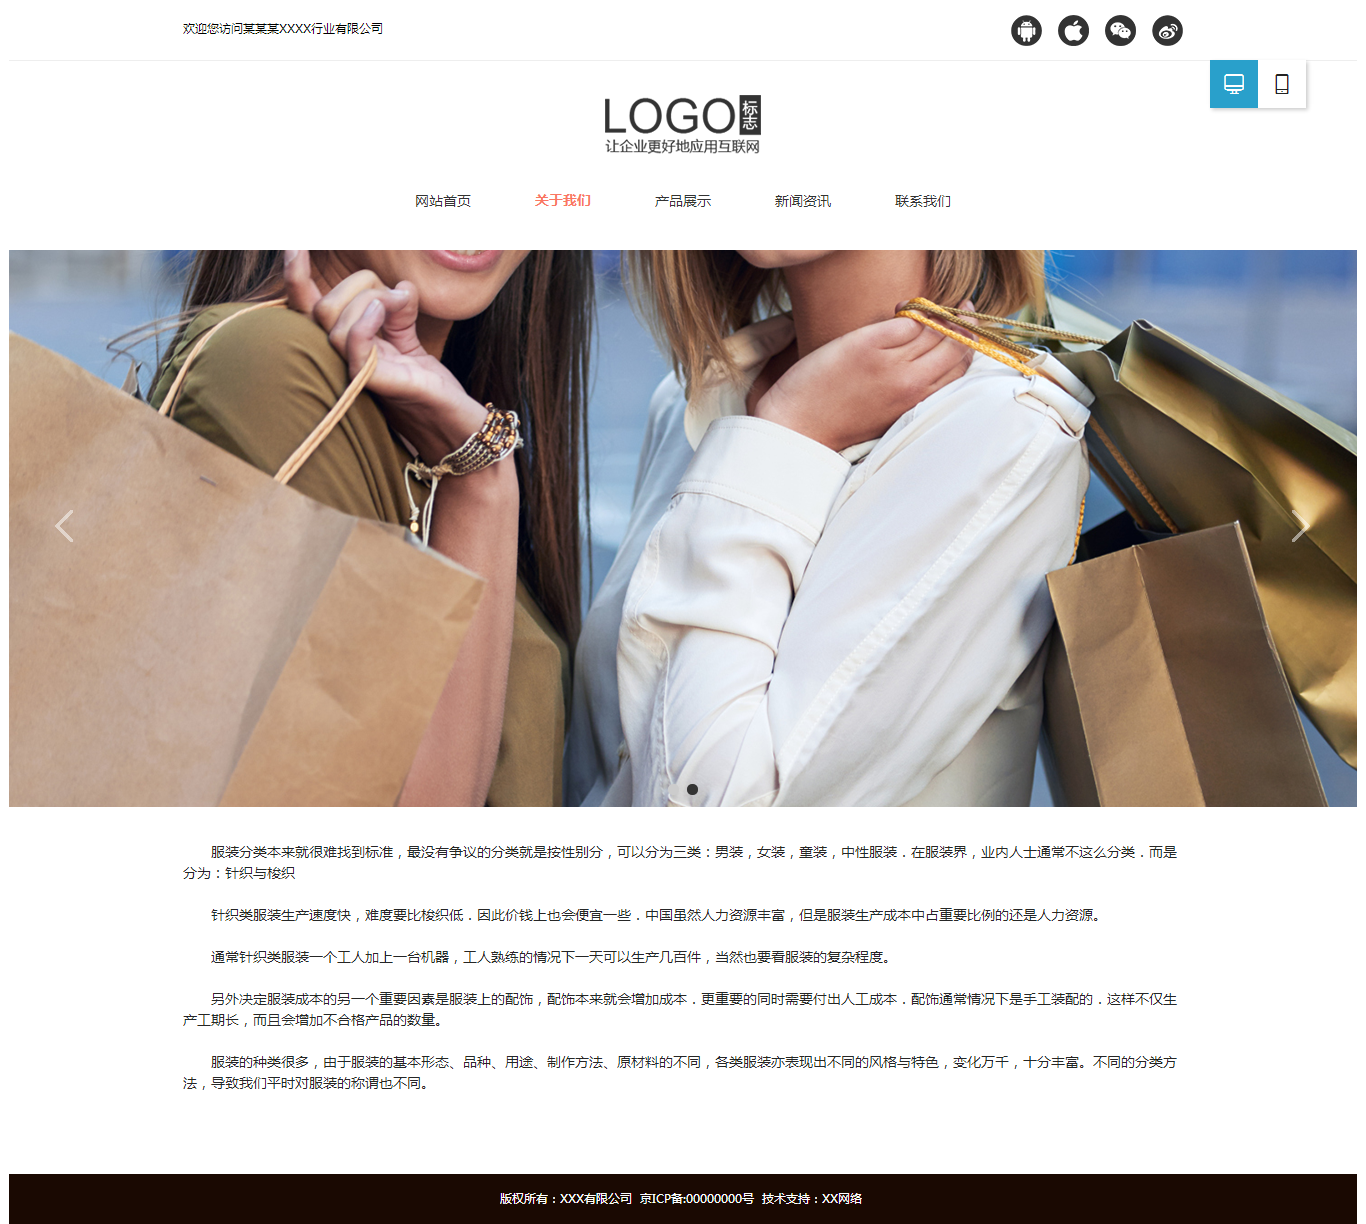 欢迎您访问某某某XXXX行业有限公司
LOGO标志
让企业更好地应用互联网
网站首页 关于我们 产品展示 新闻资讯 联系我们
服装分类本来就很难找到标准，最没有争议的分类就是按性别分，可以分为三类：男装，女装，童装，中性服装．在服装界，业内人士通常不这么分类．而是
分为：针织与梭织
针织类服装生产速度快，难度要比梭织低．因此价钱上也会便宜一些．中国虽然人力资源丰富，但是服装生产成本中占重要比例的还是人力资源。
通常针织类服装一个工人加上一台机器，工人熟练的情况下一天可以生产几百件，当然也要看服装的复杂程度。
另外决定服装成本的另一个重要因素是服装上的配饰，配饰本来就会增加成本．更重要的同时需要付出人工成本．配饰通常情况下是手工装配的．这样不仅生
产工期长，而且会增加不合格产品的数量。
服装的种类很多，由于服装的基本形态、品种、用途、制作方法、原材料的不同，各类服装亦表现出不同的风格与特色，变化万千，十分丰富。不同的分类方
法，导致我们平时对服装的称谓也不同。
版权所有：XXX有限公司 京ICP备:00000000号 技术支持：XX网络